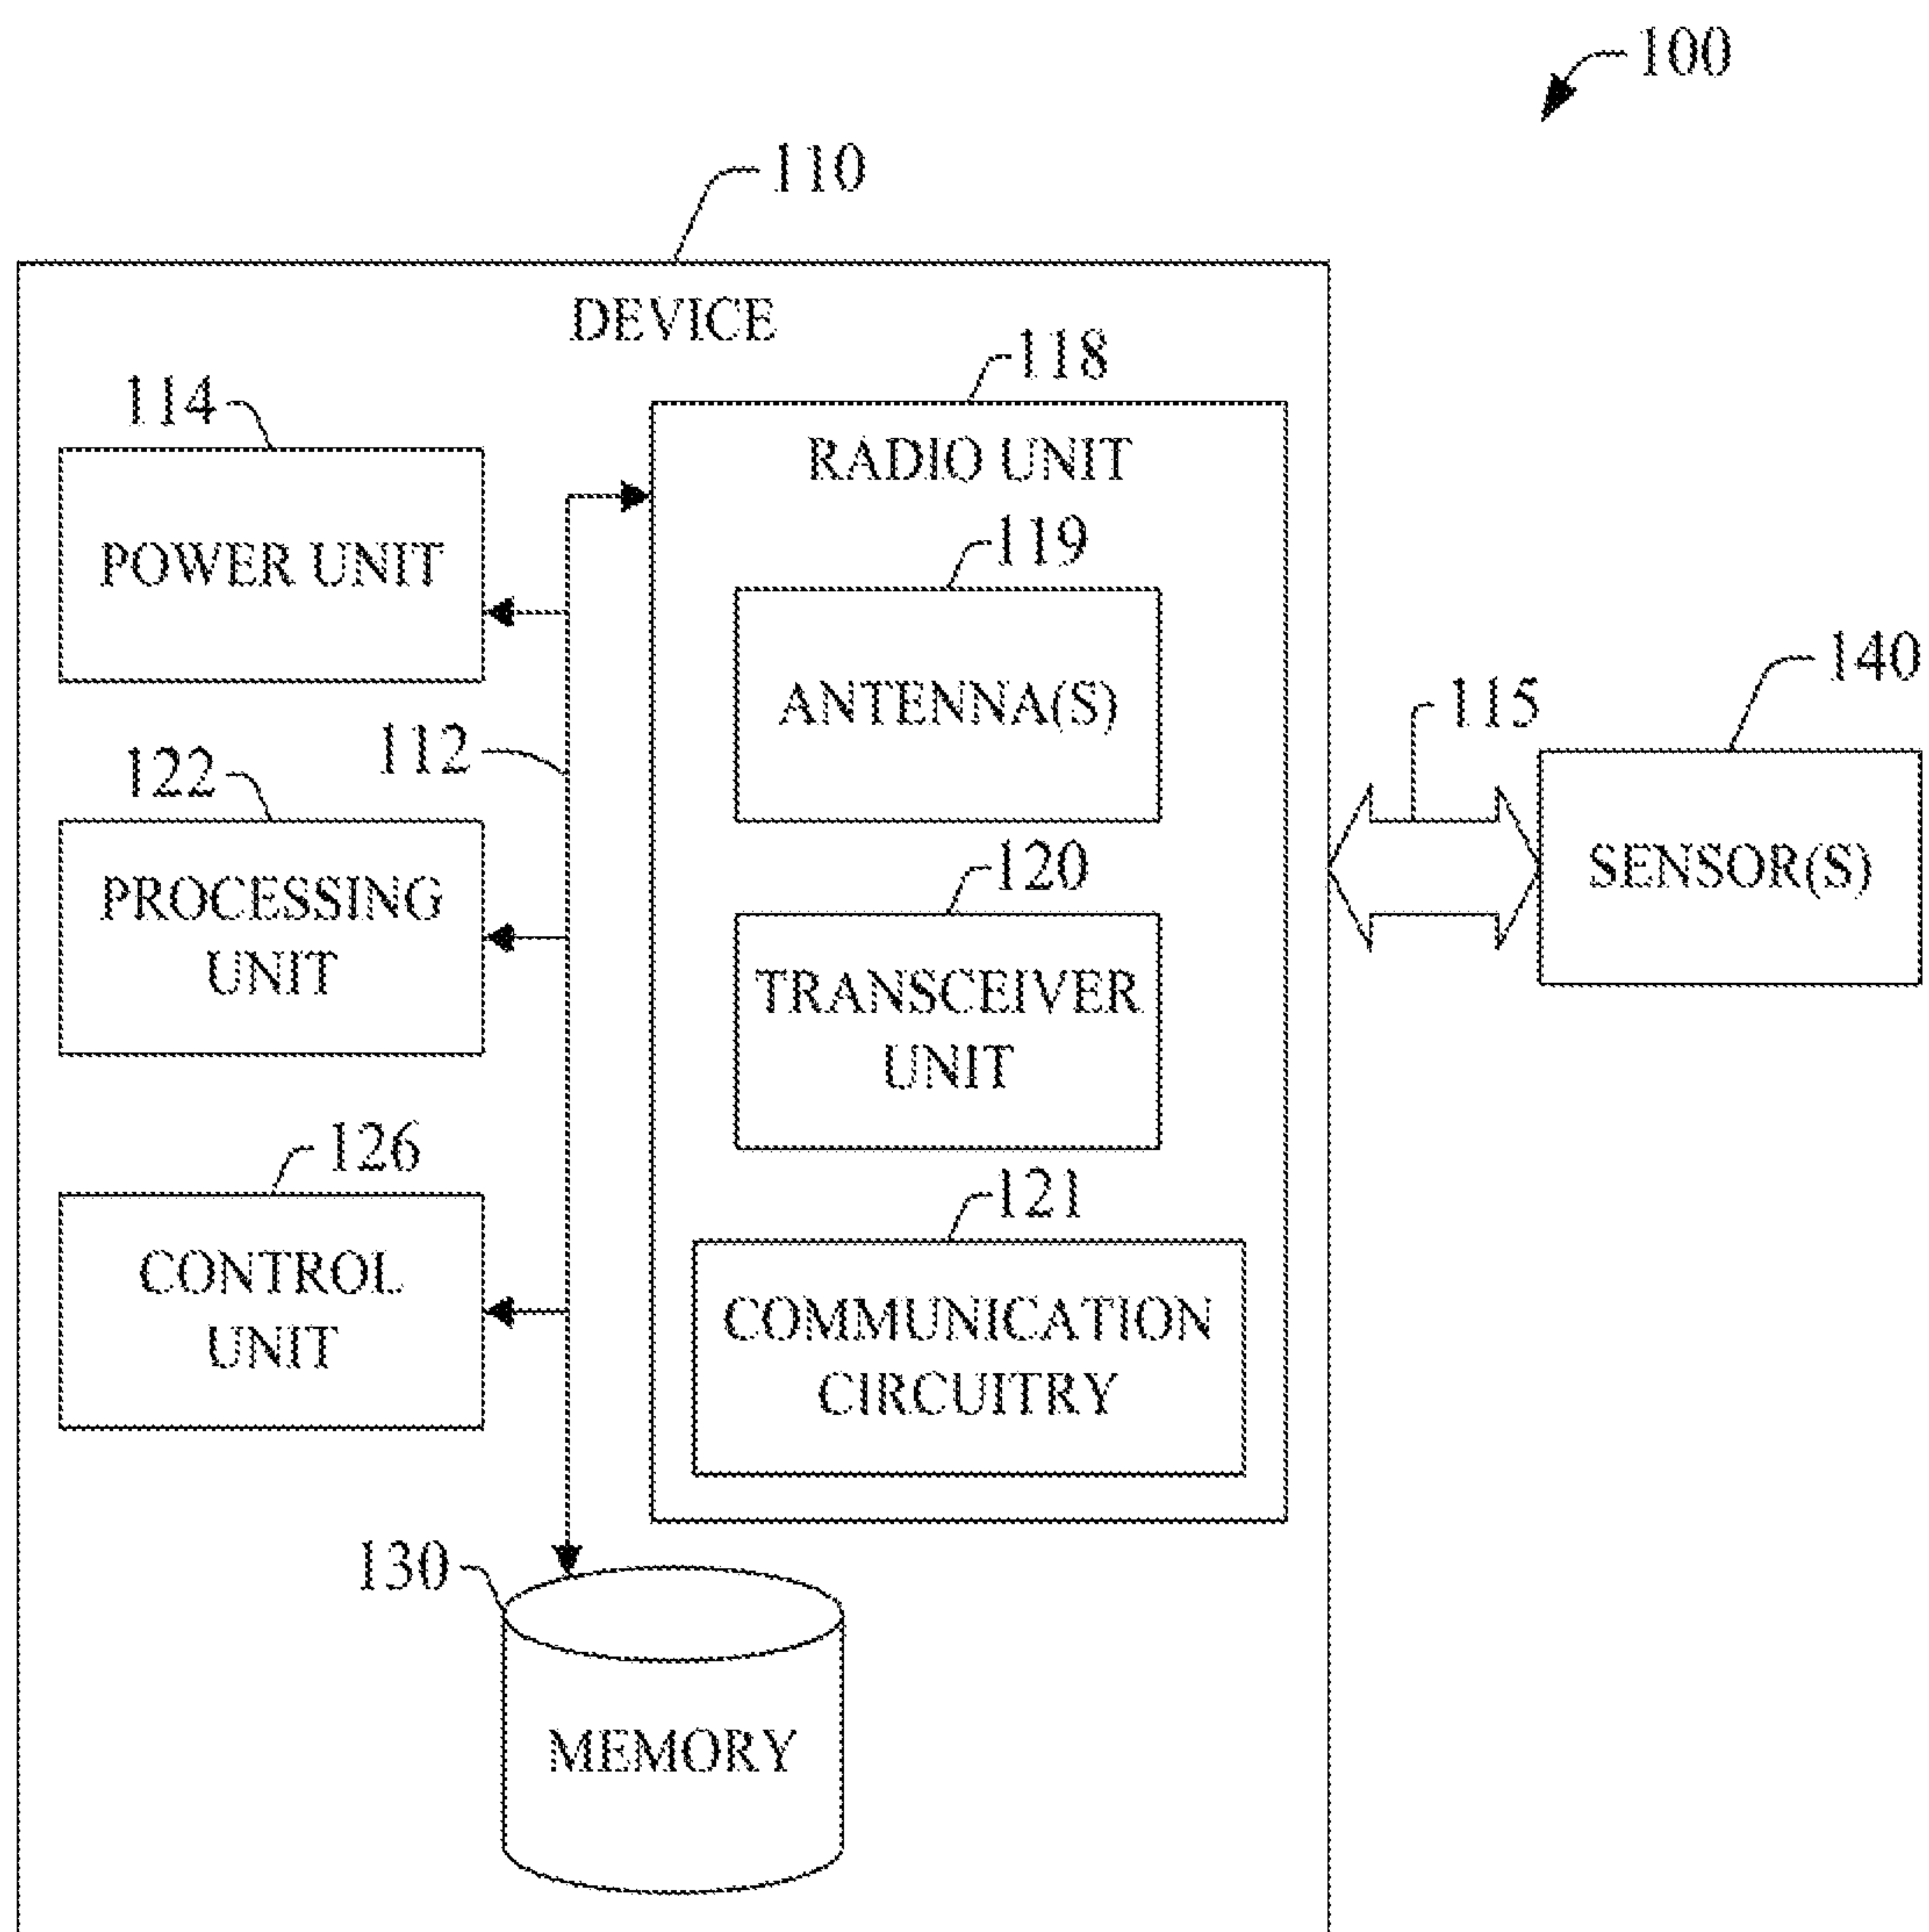 100
110
DEVICE
118
114
RADIO UNIT
POWER UNIT
119
ANTENNA(S)
140
115
112
122
SENSOR(S)
120
PROCESSING
UNIT
TRANSCEIVER
UNIT
126
121
CONTROL
UNIT
COMMUNICATION
CIRCUITRY
130
MEMORY